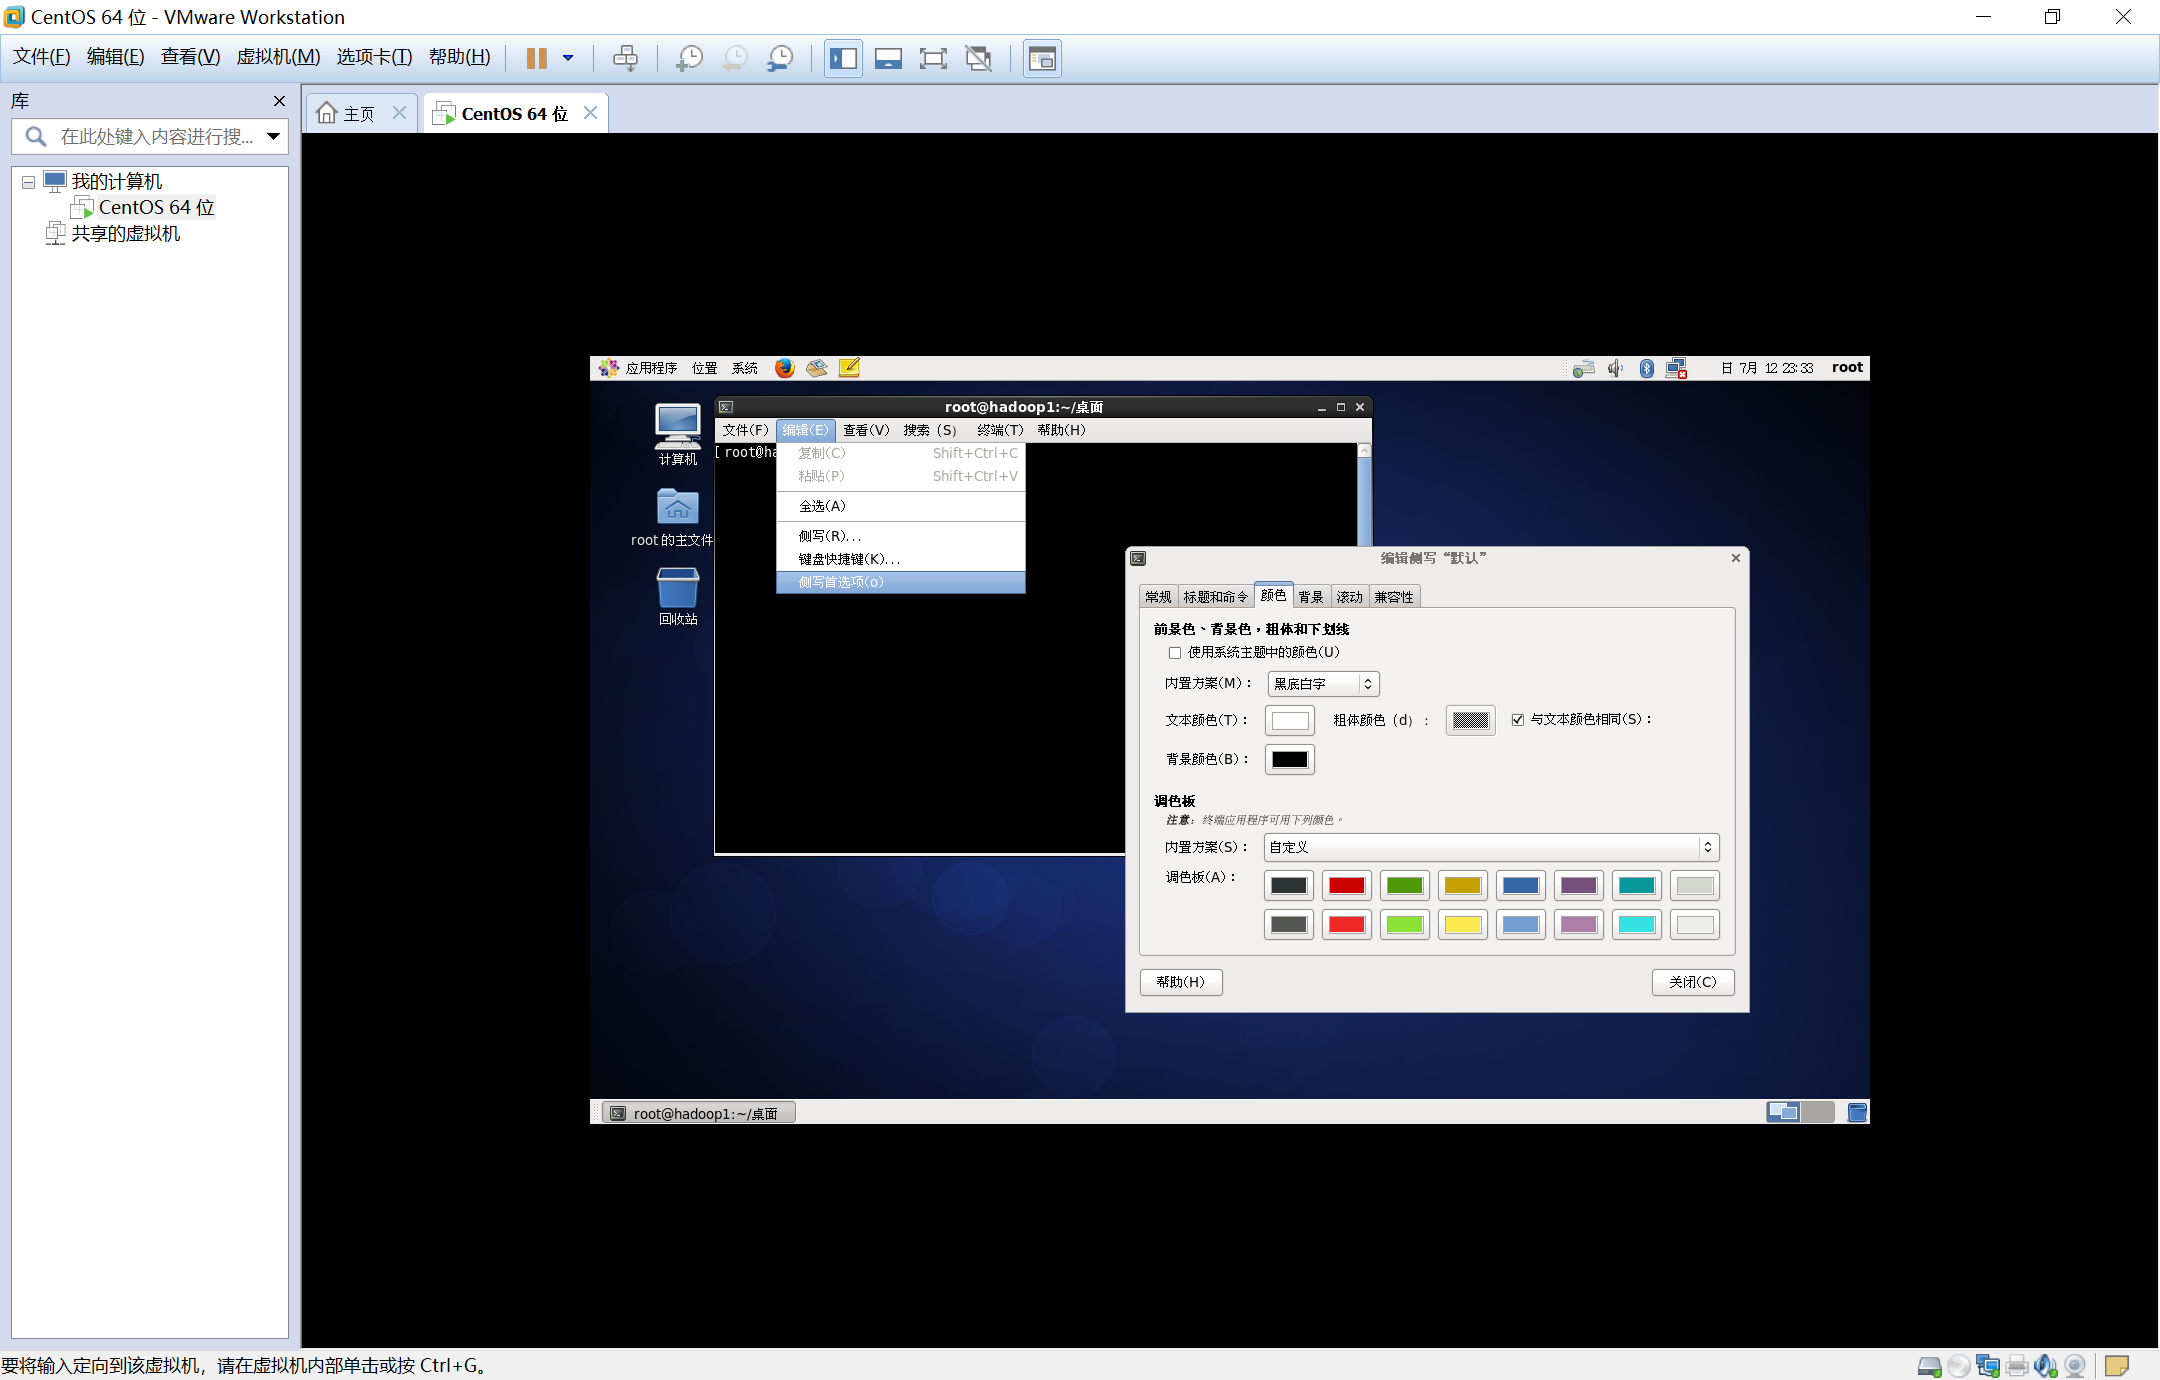 CentOS 64 位 - VMware Workstation
文件(F) 编辑(E) 查看(V) 虚拟机(M) 选项卡(T) 帮助(H)
库
在此处键入内容进行搜...
我的计算机
CentOS 64 位
共享的虚拟机
主页
CentOS 64 位
应用程序 位置 系统
日 7月 12 23:33 root
计算机
root 的主文件
回收站
root@hadoop1:~/桌面
文件(F) 编辑(E) 查看(V) 搜索 (S) 终端(T) 帮助(H)
[root@ha
复制(C) Shift+Ctrl+C
粘贴(P) Shift+Ctrl+V
全选(A)
侧写(R)...
键盘快捷键(K)...
侧写首选项(o)
编辑侧写“默认”
常规 标题和命令 颜色 背景 滚动 兼容性
前景色、背景色，粗体和下划线
使用系统主题中的颜色(U)
内置方案(M)： 黑底白字
文本颜色(T)： 粗体颜色 (d) ： 与文本颜色相同(S)：
背景颜色(B)：
调色板
注意：终端应用程序可用下列颜色。
内置方案(S)： 自定义
调色板(A)：
帮助(H) 关闭(C)
root@hadoop1:~/桌面
要将输入定向到该虚拟机，请在虚拟机内部单击或按 Ctrl+G。